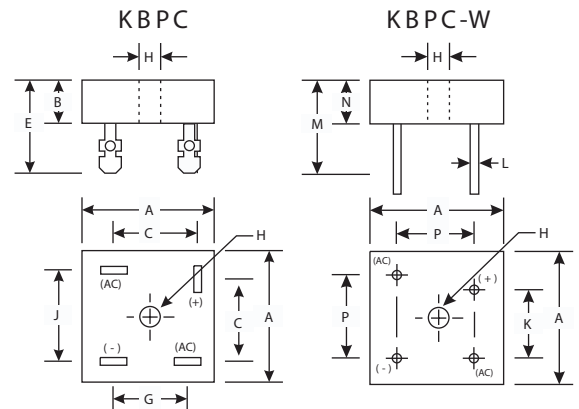 KBPC
KBPC-W
H
H
B
E
N
M
L
A
A
C
P
H
H
(AC)
(+)
J
C
A
(-)
(AC)
G
(AC)
(+)
P
K
A
(-)
(AC)